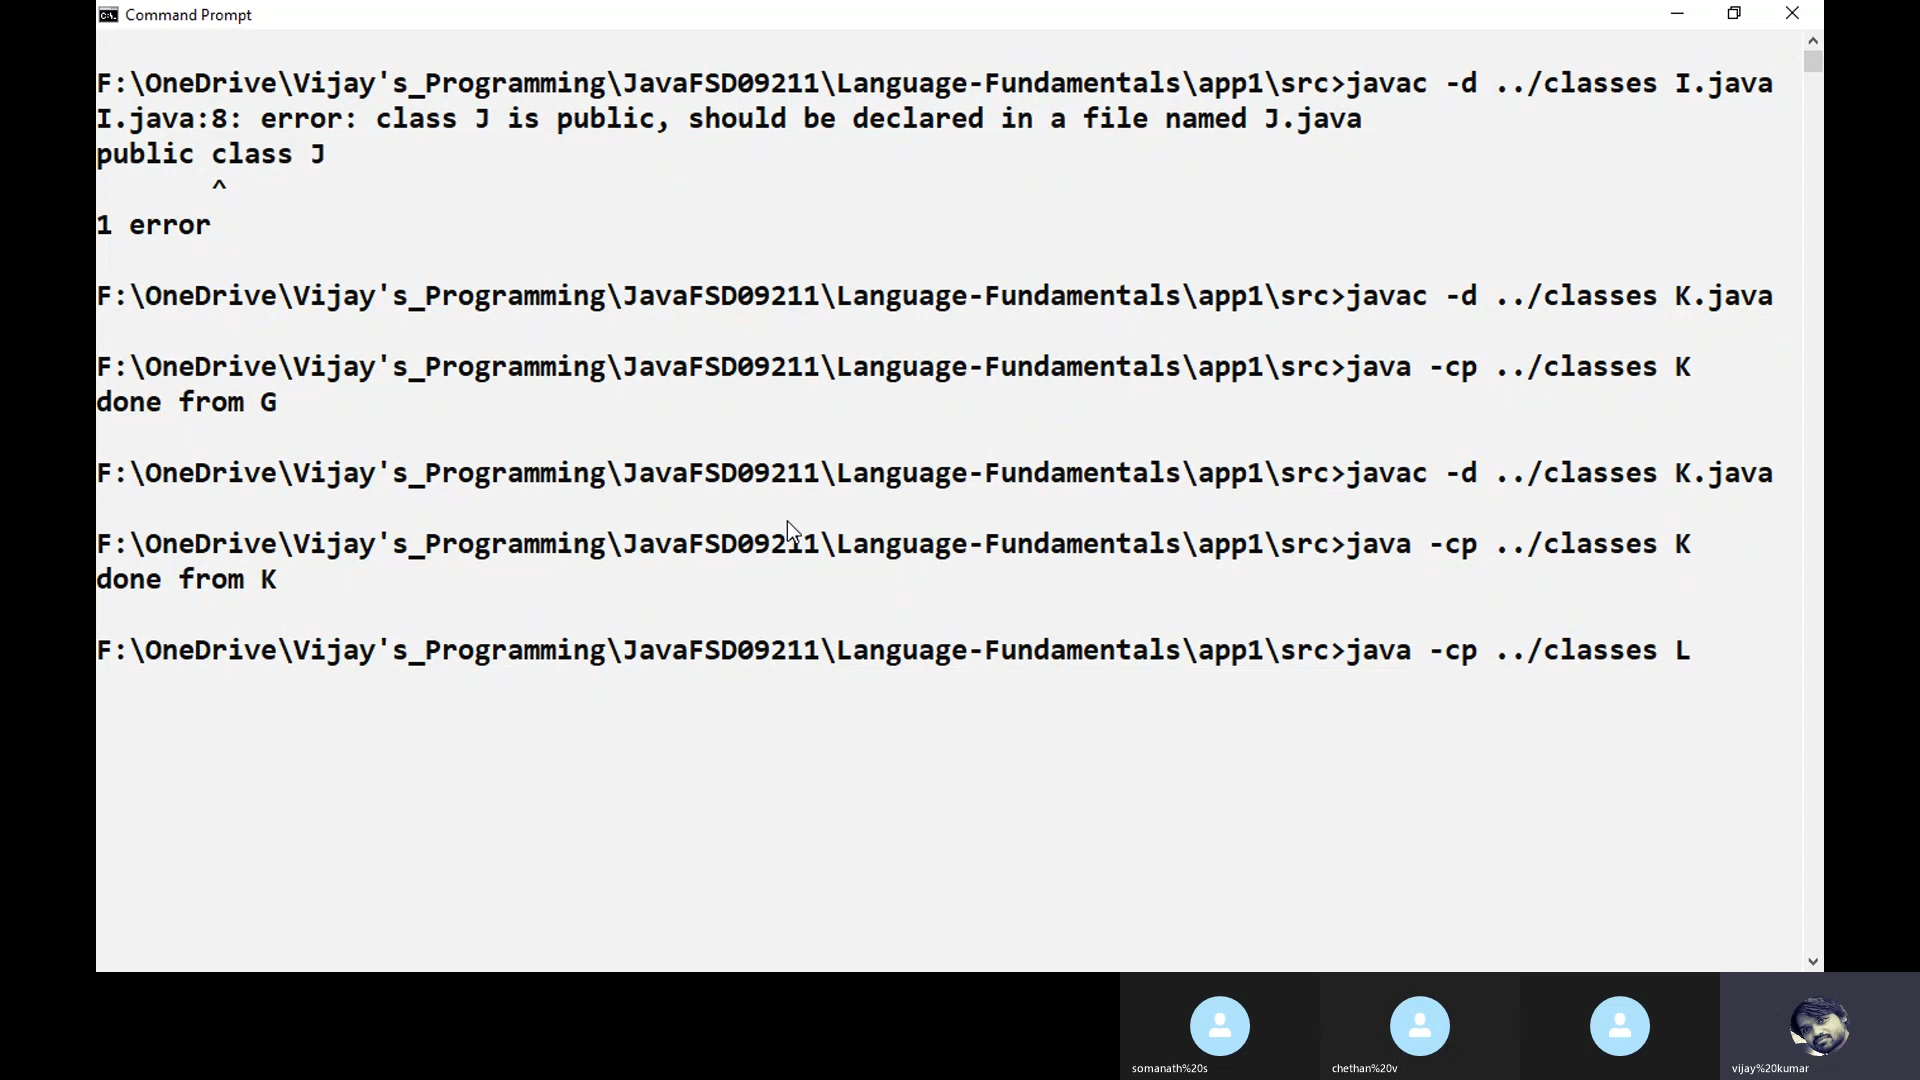 Command Prompt
F:\OneDrive\Vijay's_Programming\JavaFSD09211\Language-Fundamentals\app1\src>javac -d ../classes I.java
I.java:8: error: class J is public, should be declared in a file named J.java
public class J
       ^
1 error
F:\OneDrive\Vijay's_Programming\JavaFSD09211\Language-Fundamentals\app1\src>javac -d ../classes K.java
F:\OneDrive\Vijay's_Programming\JavaFSD09211\Language-Fundamentals\app1\src>java -cp ../classes K
done from G
F:\OneDrive\Vijay's_Programming\JavaFSD09211\Language-Fundamentals\app1\src>javac -d ../classes K.java
F:\OneDrive\Vijay's_Programming\JavaFSD09211\Language-Fundamentals\app1\src>java -cp ../classes K
done from K
F:\OneDrive\Vijay's_Programming\JavaFSD09211\Language-Fundamentals\app1\src>java -cp ../classes L
somanath%20s
chethan%20v
vijay%20kumar